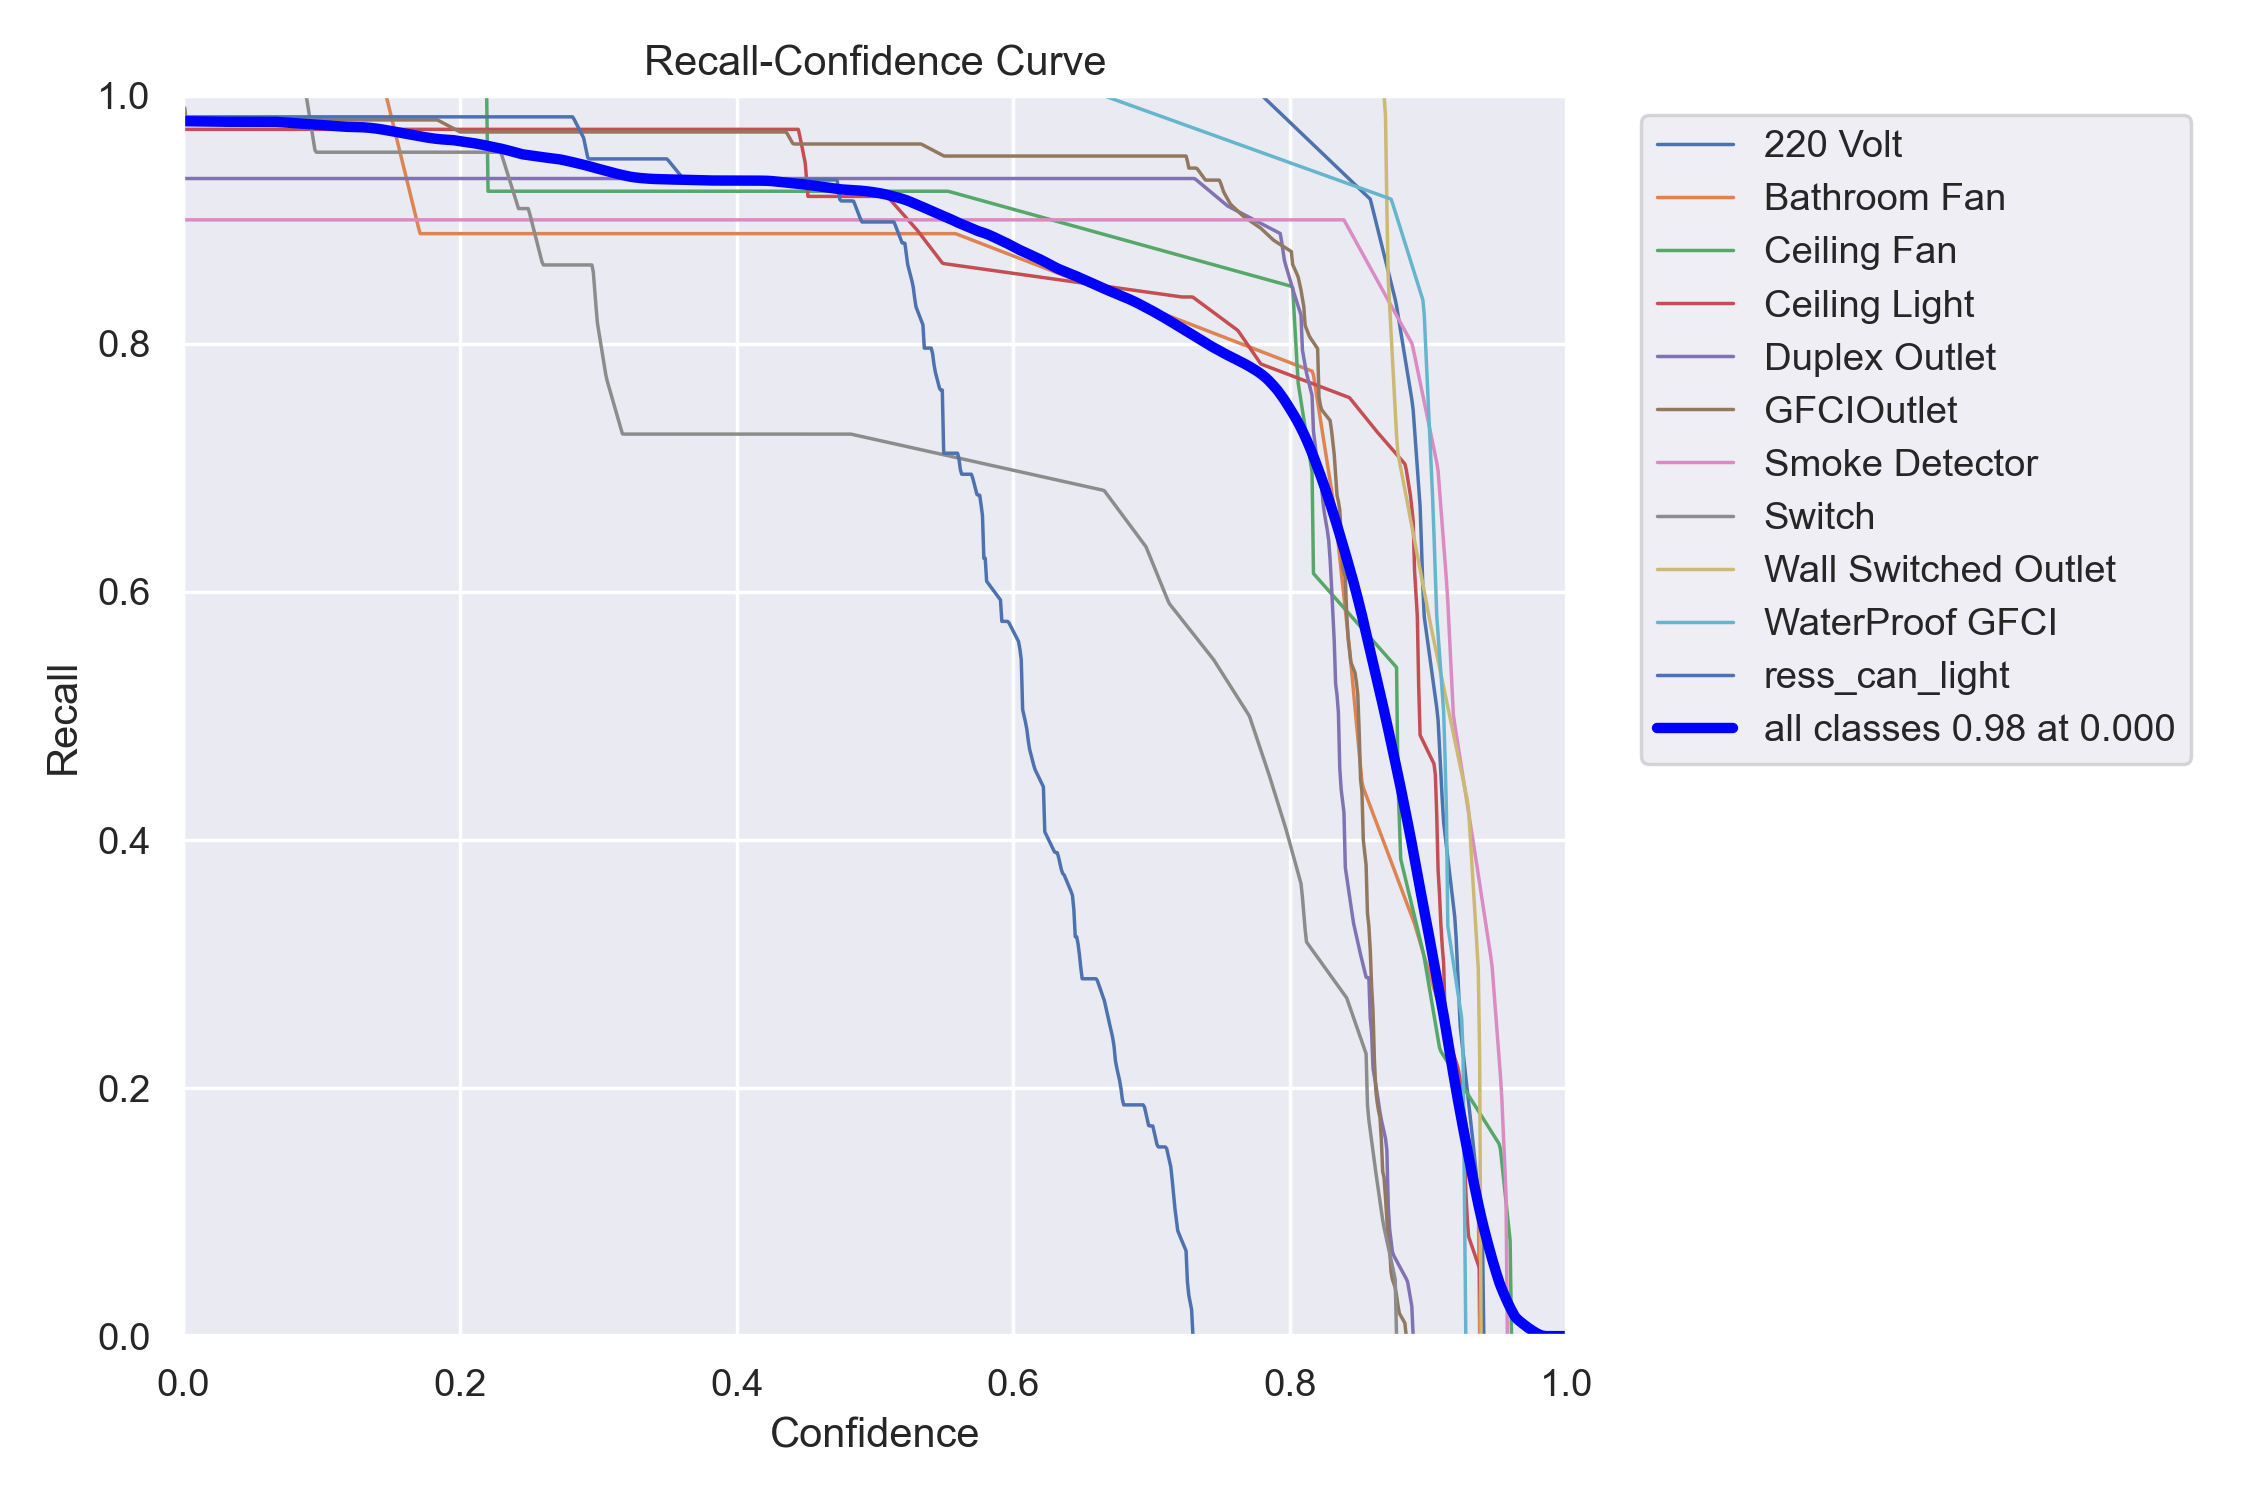 Recall-Confidence Curve
1.0
0.8
0.6
0.4
0.2
0.0
Recall
0.0 0.2 0.4 0.6 0.8 1.0
Confidence
220 Volt
Bathroom Fan
Ceiling Fan
Ceiling Light
Duplex Outlet
GFCIOutlet
Smoke Detector
Switch
Wall Switched Outlet
WaterProof GFCI
ress_can_light
all classes 0.98 at 0.000